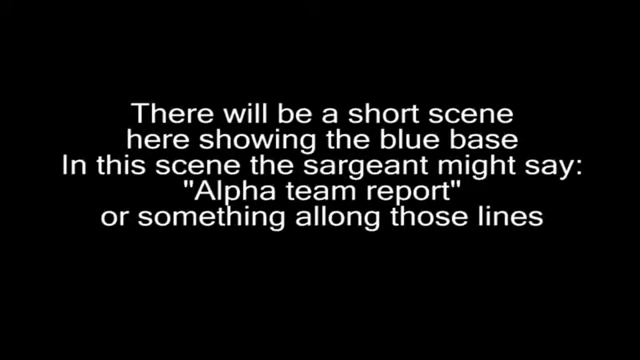 There will be a short scene
here showing the blue base
In this scene the sargeant might say:
"Alpha team report"
or something allong those lines